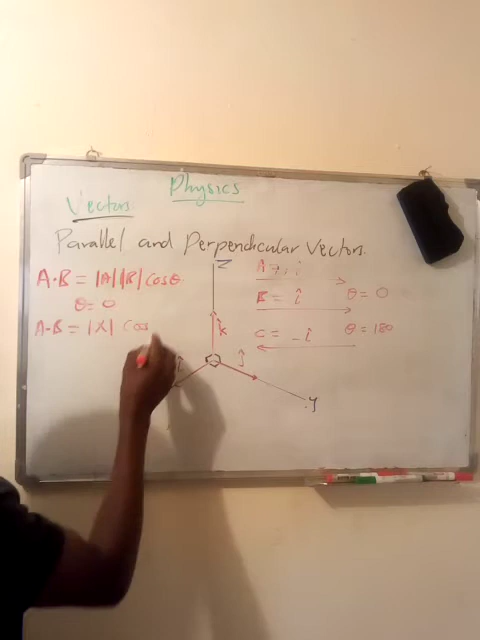 Physics
Vectors
Parallel and Perpendicular Vectors.
A·B = |A||B| cosθ
θ = 0
A·B = |X| cos
Z
k
j
y
i
A = i
B = î θ = 0
C = -î θ = 180